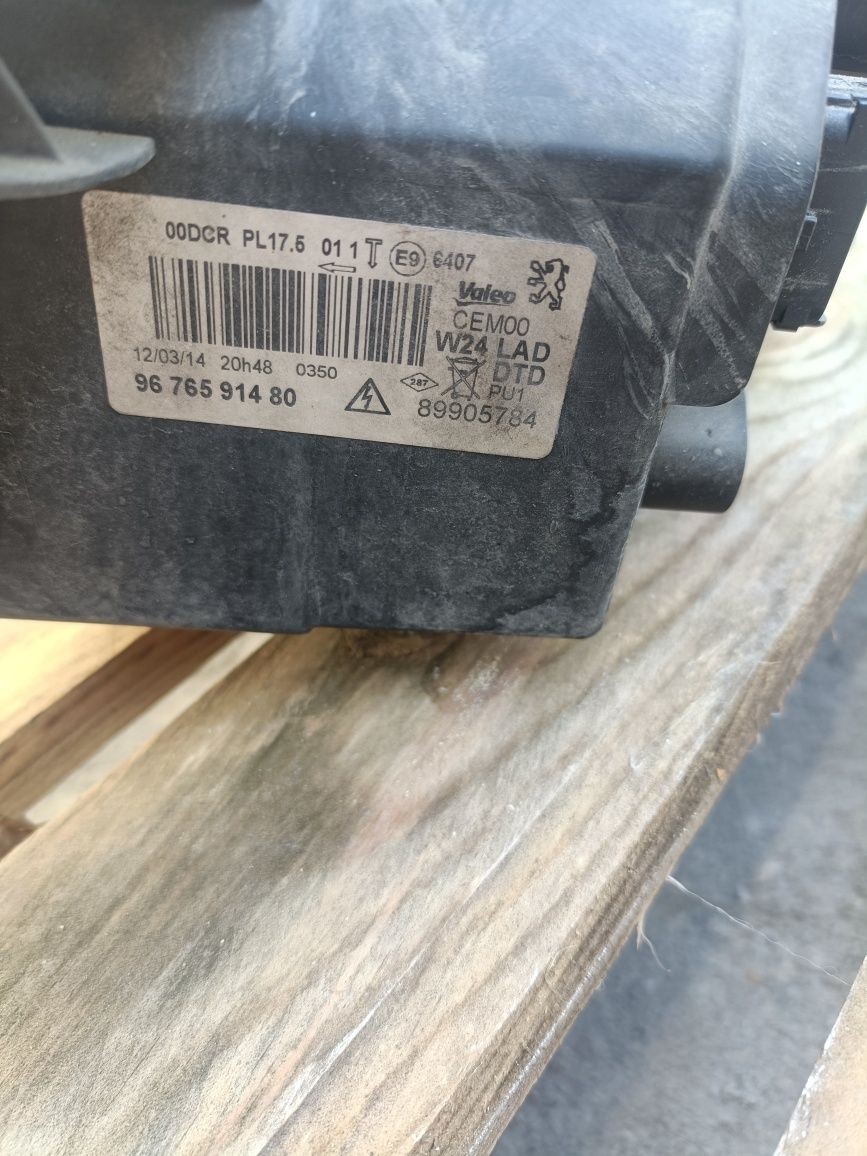 00DCR PL17.5 01 1 E9 6407
Valeo
CEM00
W24 LAD
DTD
PU1
12/03/14 20h48 0350
96 765 914 80
287
89905784